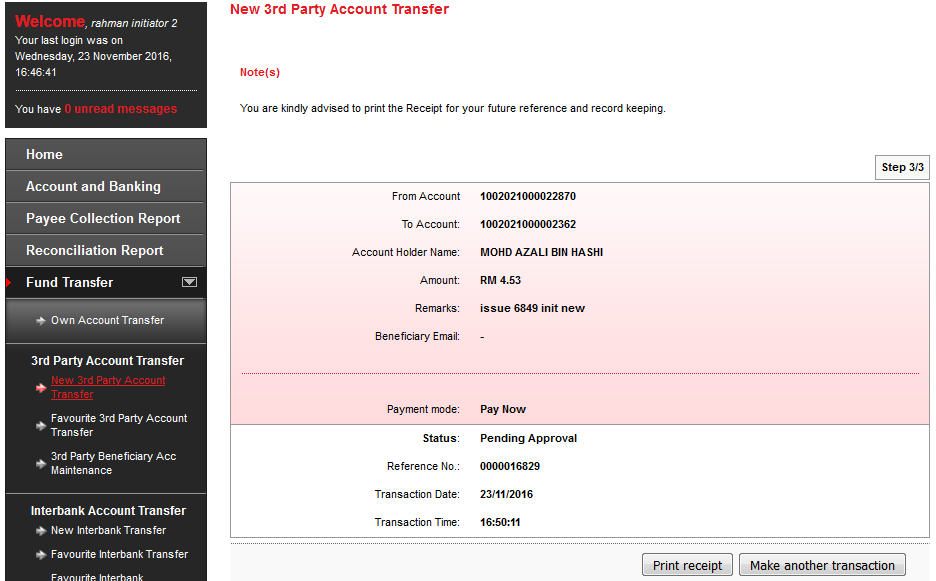 Welcome, rahman initiator 2
Your last login was on
Wednesday, 23 November 2016,
16:46:41
You have 0 unread messages
Home
Account and Banking
Payee Collection Report
Reconciliation Report
Fund Transfer
Own Account Transfer
3rd Party Account Transfer
New 3rd Party Account
Transfer
Favourite 3rd Party Account
Transfer
3rd Party Beneficiary Acc
Maintenance
Interbank Account Transfer
New Interbank Transfer
Favourite Interbank Transfer
Favourite Interbank
New 3rd Party Account Transfer
Note(s)
You are kindly advised to print the Receipt for your future reference and record keeping.
Step 3/3
From Account 1002021000022870
To Account: 1002021000002362
Account Holder Name: MOHD AZALI BIN HASHI
Amount: RM 4.53
Remarks: issue 6849 init new
Beneficiary Email: -
Payment mode: Pay Now
Status: Pending Approval
Reference No.: 0000016829
Transaction Date: 23/11/2016
Transaction Time: 16:50:11
Print receipt Make another transaction